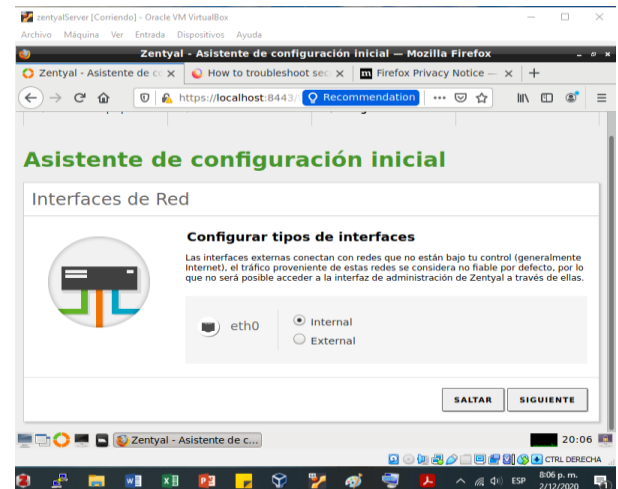 zentyalServer [Corriendo] - Oracle VM VirtualBox
Archivo Máquina Ver Entrada Dispositivos Ayuda
Zentyal - Asistente de configuración inicial — Mozilla Firefox
Zentyal - Asistente de co
How to troubleshoot sec
Firefox Privacy Notice —
https://localhost:8443/
Recommendation
Asistente de configuración inicial
Interfaces de Red
Configurar tipos de interfaces
Las interfaces externas conectan con redes que no están bajo tu control (generalmente
Internet), el tráfico proveniente de estas redes se considera no fiable por defecto, por lo
que no será posible acceder a la interfaz de administración de Zentyal a través de ellas.
eth0
Internal
External
SALTAR
SIGUIENTE
Zentyal - Asistente de c...
20:06
CTRL DERECHA
ESP
8:06 p. m.
2/12/2020